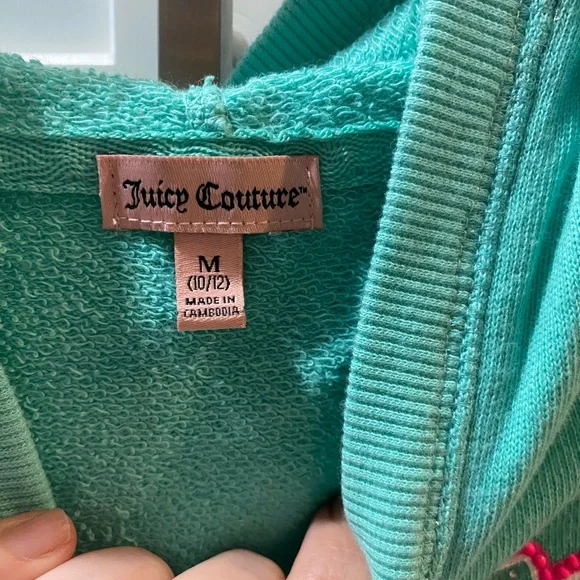 Juicy Couture™
M
(10/12)
MADE IN
CAMBODIA